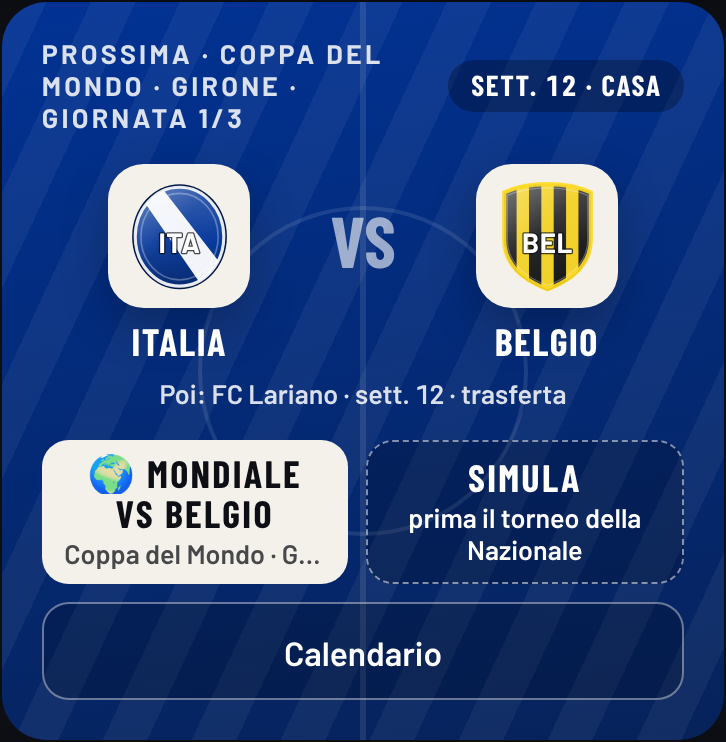 PROSSIMA · COPPA DEL
MONDO · GIRONE ·
GIORNATA 1/3
SETT. 12 · CASA
ITA
VS
BEL
ITALIA
BELGIO
Poi: FC Lariano · sett. 12 · trasferta
🌍 MONDIALE
VS BELGIO
Coppa del Mondo · G...
SIMULA
prima il torneo della
Nazionale
Calendario